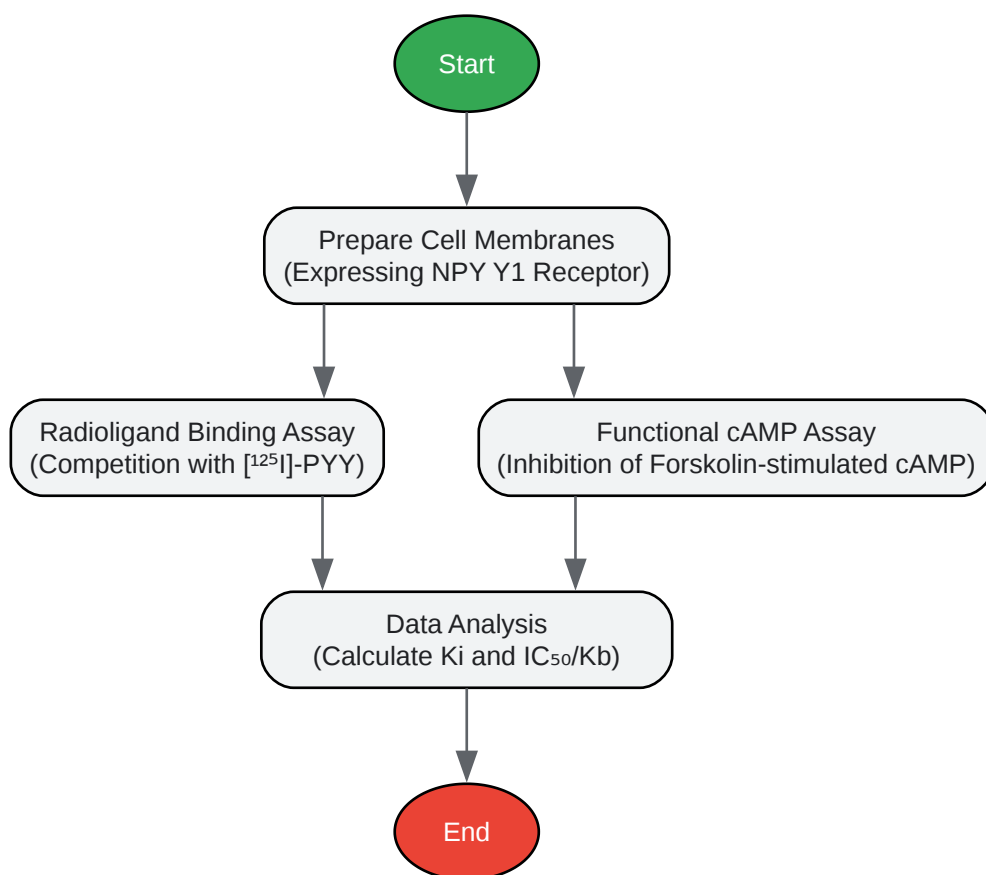 Start
Prepare Cell Membranes
(Expressing NPY Y1 Receptor)
Radioligand Binding Assay
(Competition with [¹²⁵I]-PYY)
Functional cAMP Assay
(Inhibition of Forskolin-stimulated cAMP)
Data Analysis
(Calculate Ki and IC₅₀/Kb)
End